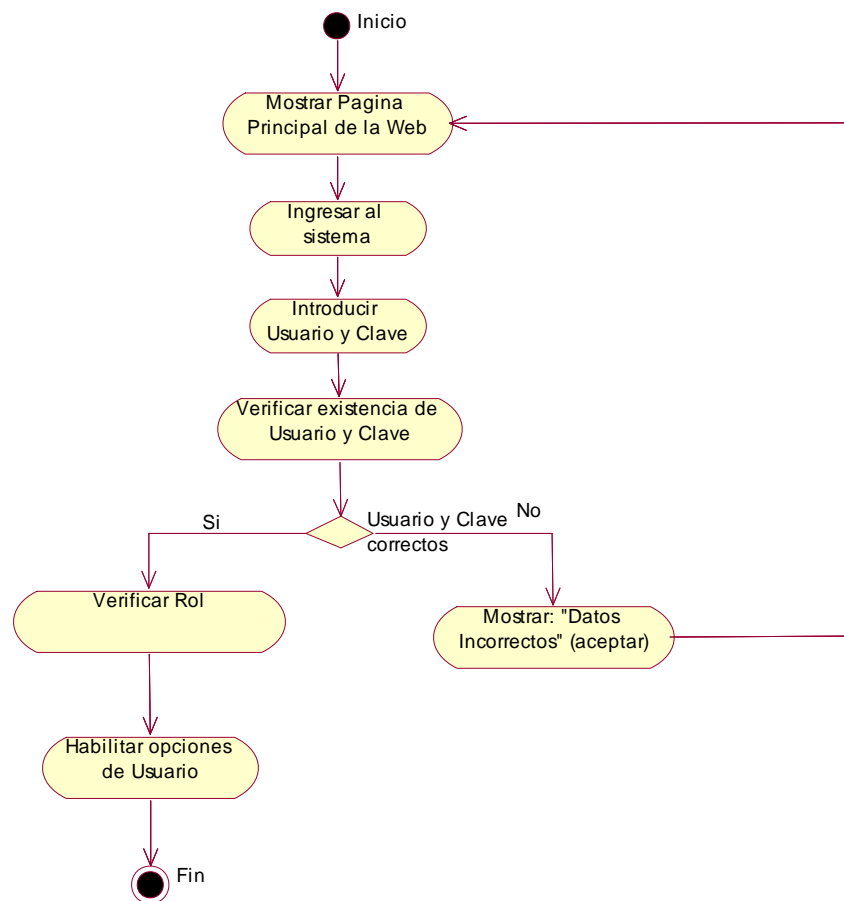 Inicio
Mostrar Pagina
Principal de la Web
Ingresar al
sistema
Introducir
Usuario y Clave
Verificar existencia de
Usuario y Clave
Si
Usuario y Clave
correctos
No
Verificar Rol
Mostrar: "Datos
Incorrectos" (aceptar)
Habilitar opciones
de Usuario
Fin